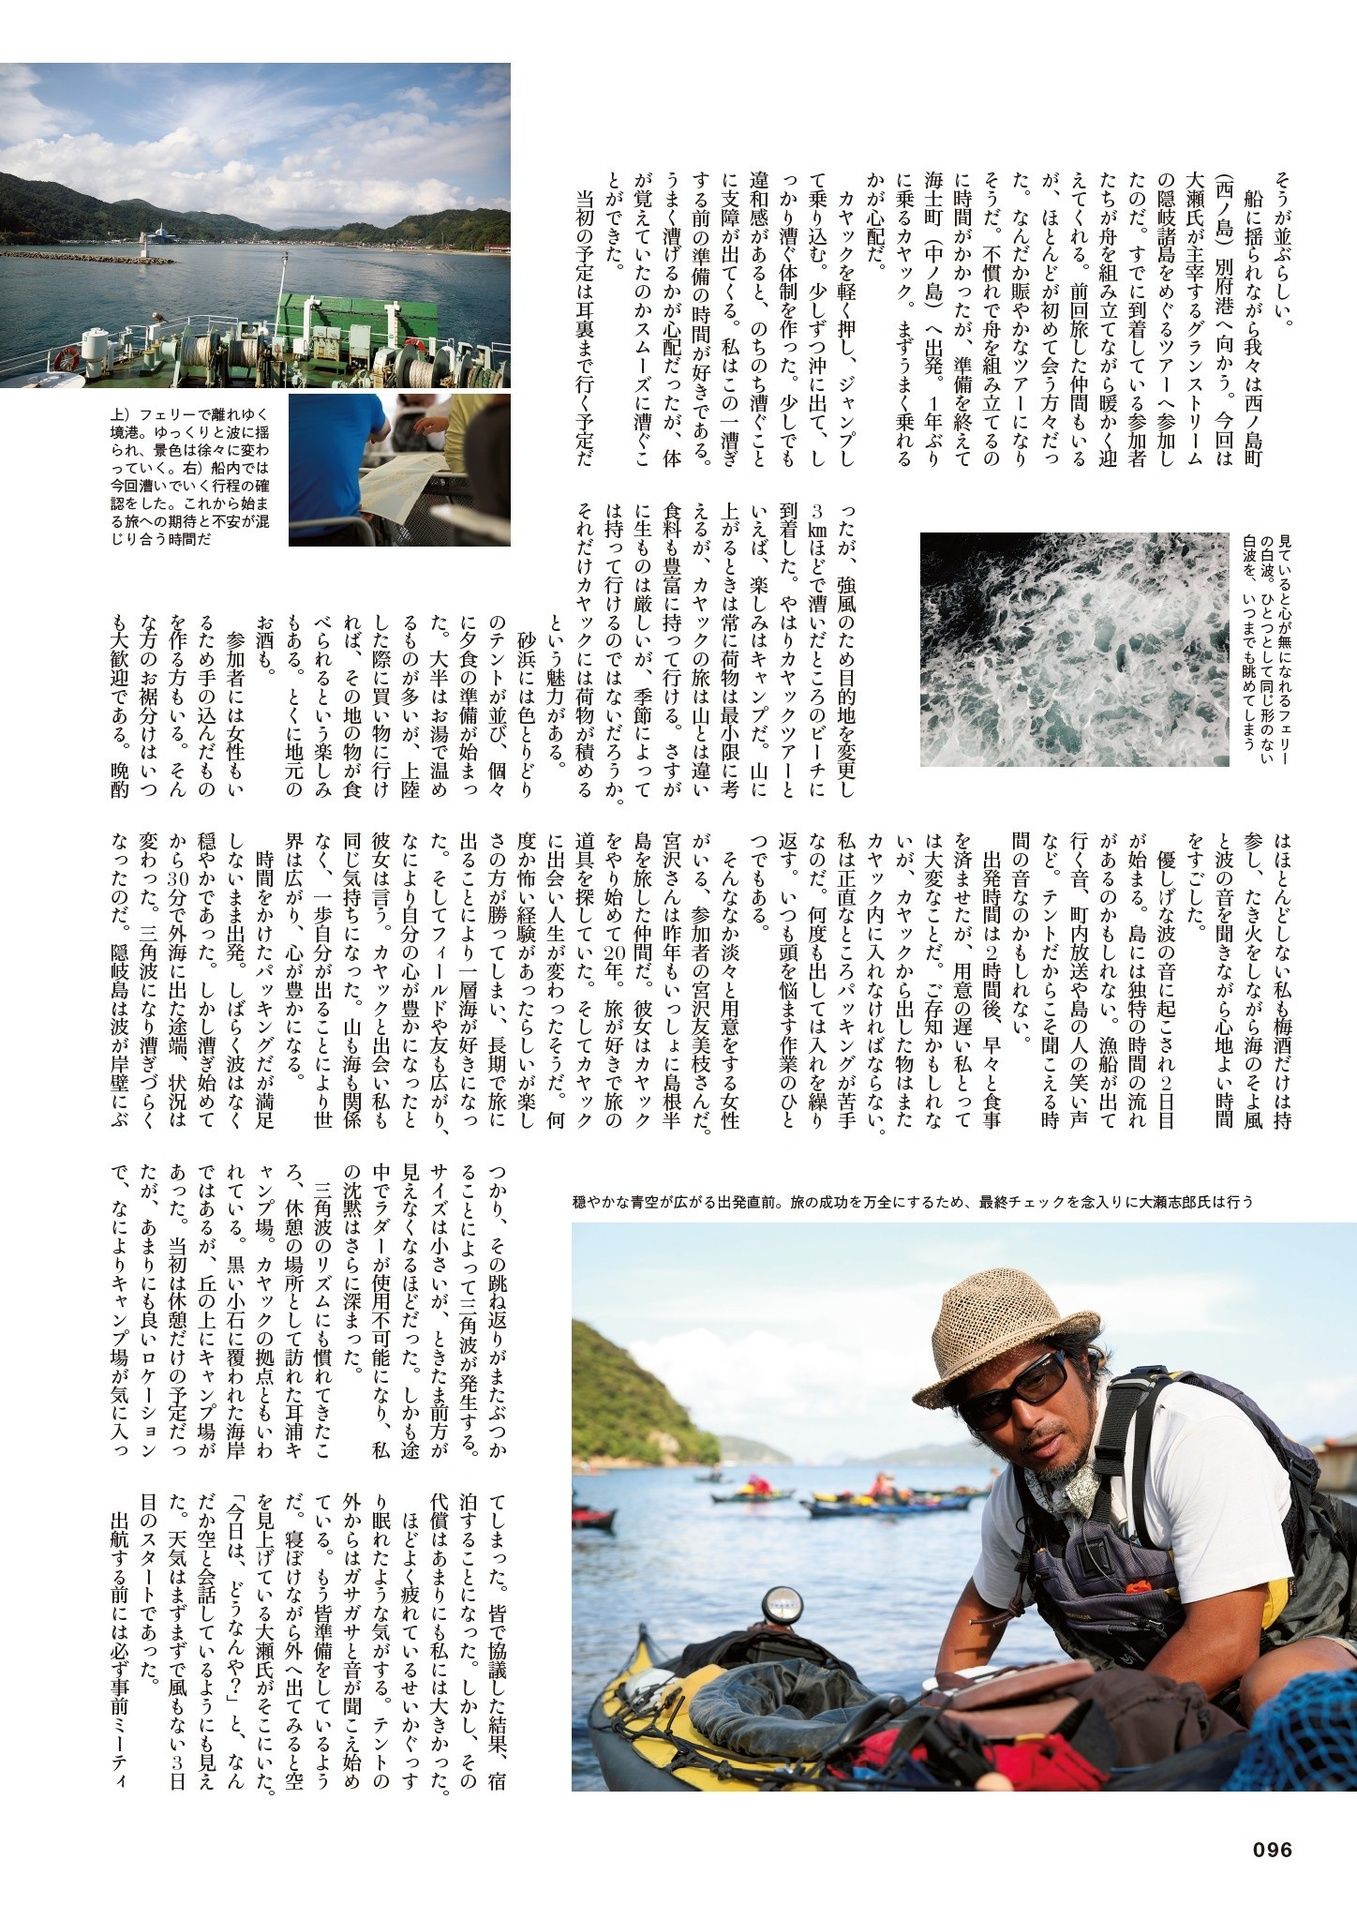 そうが並ぶらしい。
　船に揺られながら我々は西ノ島町
（西ノ島）別府港へ向かう。今回は
大瀬氏が主宰するグランストリーム
の隠岐諸島をめぐるツアーへ参加し
たのだ。すでに到着している参加者
たちが舟を組み立てながら暖かく迎
えてくれる。前回旅した仲間もいる
が、ほとんどが初めて会う方々だっ
た。なんだか賑やかなツアーになり
そうだ。不慣れで舟を組み立てるの
に時間がかかったが、準備を終えて
海士町（中ノ島）へ出発。1年ぶり
に乗るカヤック。まずうまく乗れる
かが心配だ。
　カヤックを軽く押し、ジャンプし
て乗り込む。少しずつ沖に出て、し
っかり漕ぐ体制を作った。少しでも
違和感があると、のちのち漕ぐこと
に支障が出てくる。私はこの一漕ぎ
する前の準備の時間が好きである。
うまく漕げるかが心配だったが、体
が覚えていたのかスムーズに漕ぐこ
とができた。
　当初の予定は耳裏まで行く予定だ
ったが、強風のため目的地を変更し
3㎞ほどで漕いだところのビーチに
到着した。やはりカヤックツアーと
いえば、楽しみはキャンプだ。山に
上がるときは常に荷物は最小限に考
えるが、カヤックの旅は山とは違い
食料も豊富に持って行ける。さすが
に生ものは厳しいが、季節によって
は持って行けるのではないだろうか。
それだけカヤックには荷物が積める
という魅力がある。
　砂浜には色とりどり
のテントが並び、個々
に夕食の準備が始まっ
た。大半はお湯で温め
るものが多いが、上陸
した際に買い物に行け
れば、その地の物が食
べられるという楽しみ
もある。とくに地元の
お酒も。
　参加者には女性もい
るため手の込んだもの
を作る方もいる。そん
な方のお裾分けはいつ
も大歓迎である。晩酌
はほとんどしない私も梅酒だけは持
参し、たき火をしながら海のそよ風
と波の音を聞きながら心地よい時間
をすごした。
　優しげな波の音に起こされ2日目
が始まる。島には独特の時間の流れ
があるのかもしれない。漁船が出て
行く音、町内放送や島の人の笑い声
など。テントだからこそ聞こえる時
間の音なのかもしれない。
　出発時間は2時間後、早々と食事
を済ませたが、用意の遅い私とって
は大変なことだ。ご存知かもしれな
いが、カヤックから出した物はまた
カヤック内に入れなければならない。
私は正直なところパッキングが苦手
なのだ。何度も出しては入れを繰り
返す。いつも頭を悩ます作業のひと
つでもある。
　そんななか淡々と用意をする女性
がいる、参加者の宮沢友美枝さんだ。
宮沢さんは昨年もいっしょに島根半
島を旅した仲間だ。彼女はカヤック
をやり始めて20年。旅が好きで旅の
道具を探していた。そしてカヤック
に出会い人生が変わったそうだ。何
度か怖い経験があったらしいが楽し
さの方が勝ってしまい、長期で旅に
出ることにより一層海が好きになっ
た。そしてフィールドや友も広がり、
なにより自分の心が豊かになったと
彼女は言う。カヤックと出会い私も
同じ気持ちになった。山も海も関係
なく、一歩自分が出ることにより世
界は広がり、心が豊かになる。
　時間をかけたパッキングだが満足
しないまま出発。しばらく波はなく
穏やかであった。しかし漕ぎ始めて
から30分で外海に出た途端、状況は
変わった。三角波になり漕ぎづらく
なったのだ。隠岐島は波が岸壁にぶ
つかり、その跳ね返りがまたぶつか
ることによって三角波が発生する。
サイズは小さいが、ときたま前方が
見えなくなるほどだった。しかも途
中でラダーが使用不可能になり、私
の沈黙はさらに深まった。
　三角波のリズムにも慣れてきたこ
ろ、休憩の場所として訪れた耳浦キ
ャンプ場。カヤックの拠点ともいわ
れている。黒い小石に覆われた海岸
ではあるが、丘の上にキャンプ場が
あった。当初は休憩だけの予定だっ
たが、あまりにも良いロケーション
で、なによりキャンプ場が気に入っ
てしまった。皆で協議した結果、宿
泊することになった。しかし、その
代償はあまりにも私には大きかった。
　ほどよく疲れているせいかぐっす
り眠れたような気がする。テントの
外からはガサガサと音が聞こえ始め
ている。もう皆準備をしているよう
だ。寝ぼけながら外へ出てみると空
を見上げている大瀬氏がそこにいた。
「今日は、どうなんや？」と、なん
だか空と会話しているようにも見え
た。天気はまずまずで風もない3日
目のスタートであった。
　出航する前には必ず事前ミーティ
上）フェリーで離れゆく
境港。ゆっくりと波に揺
られ、景色は徐々に変わ
っていく。右）船内では
今回漕いでいく行程の確
認をした。これから始ま
る旅への期待と不安が混
じり合う時間だ
見ていると心が無になれるフェリー
の白波。ひとつとして同じ形のない
白波を、いつまでも眺めてしまう
穏やかな青空が広がる出発直前。旅の成功を万全にするため、最終チェックを念入りに大瀬志郎氏は行う
096